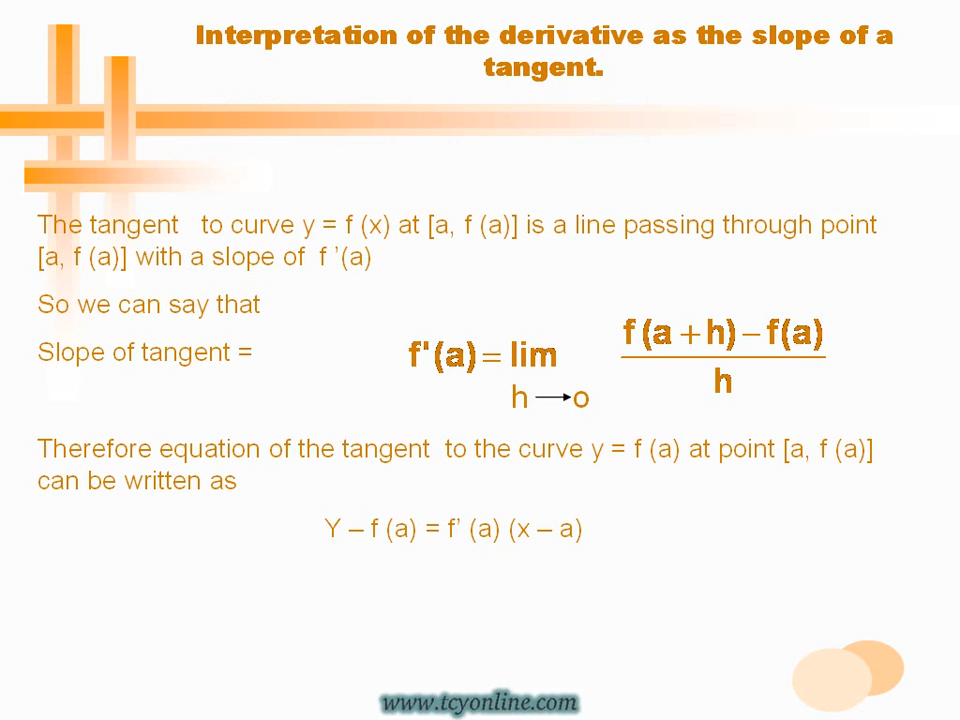 Interpretation of the derivative as the slope of a
tangent.
The tangent to curve y = f (x) at [a, f (a)] is a line passing through point
[a, f (a)] with a slope of f ’(a)
So we can say that
Slope of tangent =
f'(a) = lim f (a + h) – f(a)
h → o h
Therefore equation of the tangent to the curve y = f (a) at point [a, f (a)]
can be written as
Y – f (a) = f’ (a) (x – a)
www.tcyonline.com